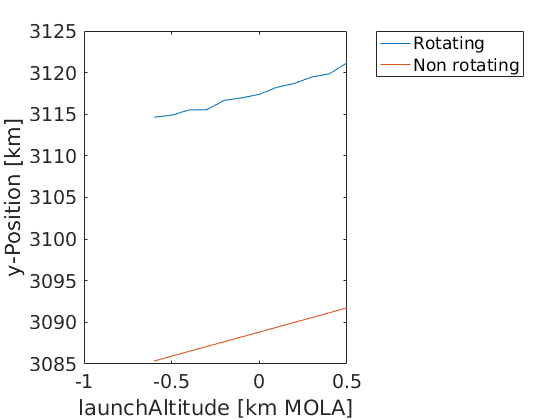 3125
3120
3115
3110
3105
3100
3095
3090
3085
y-Position [km]
-1 -0.5 0 0.5
launchAltitude [km MOLA]
Rotating
Non rotating